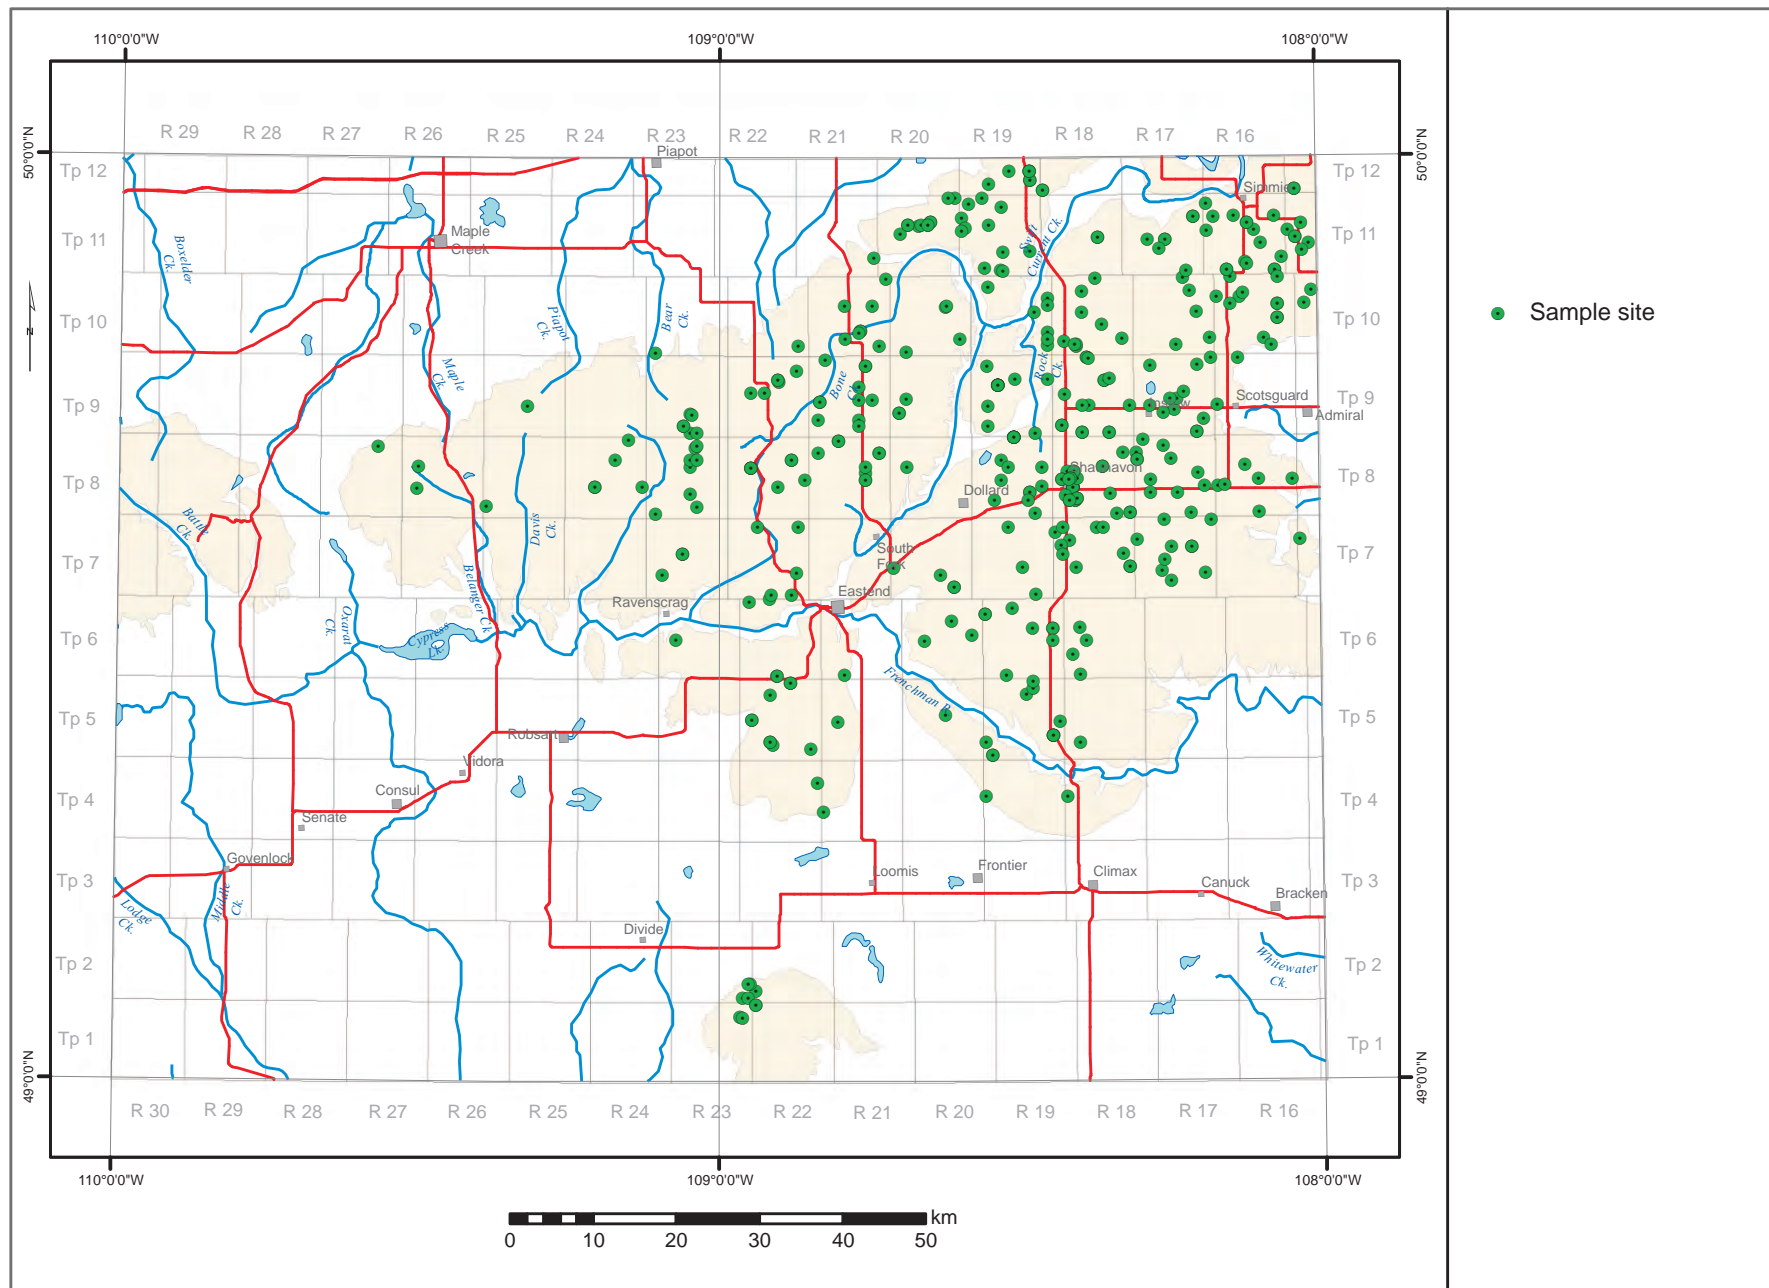 110°0'0"W 109°0'0"W 108°0'0"W
50°0'0"N 50°0'0"N
R 29 R 28 R 27 R 26 R 25 R 24 R 23 R 22 R 21 R 20 R 19 R 18 R 17 R 16
Piapot
Tp 12 Tp 12
Simmie
Maple
Creek
Tp 11 Tp 11
Boxelder
Ck.
Swift
Current Ck.
z
Tp 10 Tp 10
Piapot
Ck.
Bear
Ck.
Sample site
Maple
Ck.
Bone
Ck.
Rock
Ck.
Tp 9 Tp 9
Scotsguard
Admiral
Shaunavon
Tp 8 Tp 8
Dollard
Battle
Ck.
Davis
Ck.
South
Fork
Tp 7 Tp 7
Belanger Ck
Eastend
Ravenscrag
Oxarat
Ck.
Cypress
Lk.
Tp 6 Tp 6
Frenchman R.
Tp 5 Tp 5
Robsart
Vidora
Consul
Tp 4 Tp 4
Senate
Govenlock
Loomis
Frontier
Climax
Canuck
Bracken
Tp 3 Tp 3
Middle
Ck.
Lodge
Ck.
Divide
Tp 2 Tp 2
Whitewater
Ck.
Tp 1 Tp 1
49°0'0"N 49°0'0"N
R 30 R 29 R 28 R 27 R 26 R 25 R 24 R 23 R 22 R 21 R 20 R 19 R 18 R 17 R 16
110°0'0"W 109°0'0"W 108°0'0"W
km
0 10 20 30 40 50